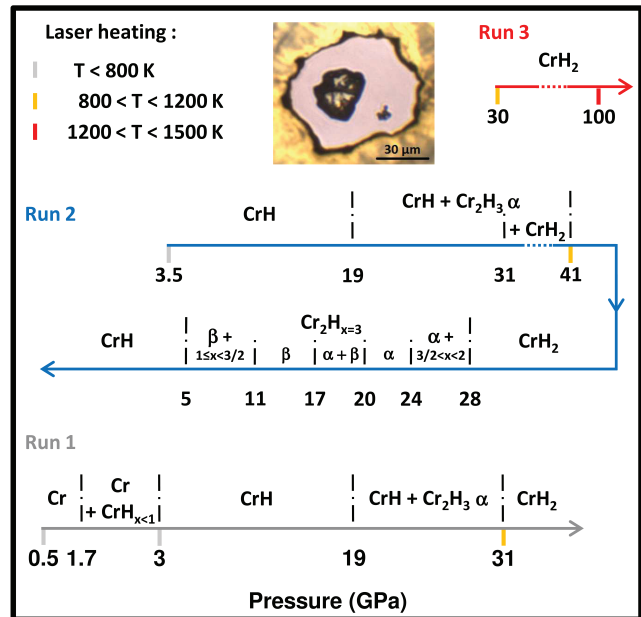 Laser heating :
T < 800 K
800 < T < 1200 K
1200 < T < 1500 K
30 µm
Run 3
CrH2
30 100
Run 2
CrH CrH + Cr2H3 α
+ CrH2
3.5 19 31 41
CrH β + 1≤x<3/2 β Cr2Hx=3 α + β α α + 3/2<x<2 CrH2
5 11 17 20 24 28
Run 1
Cr Cr + CrHx<1 CrH CrH + Cr2H3 α CrH2
0.5 1.7 3 19 31
Pressure (GPa)